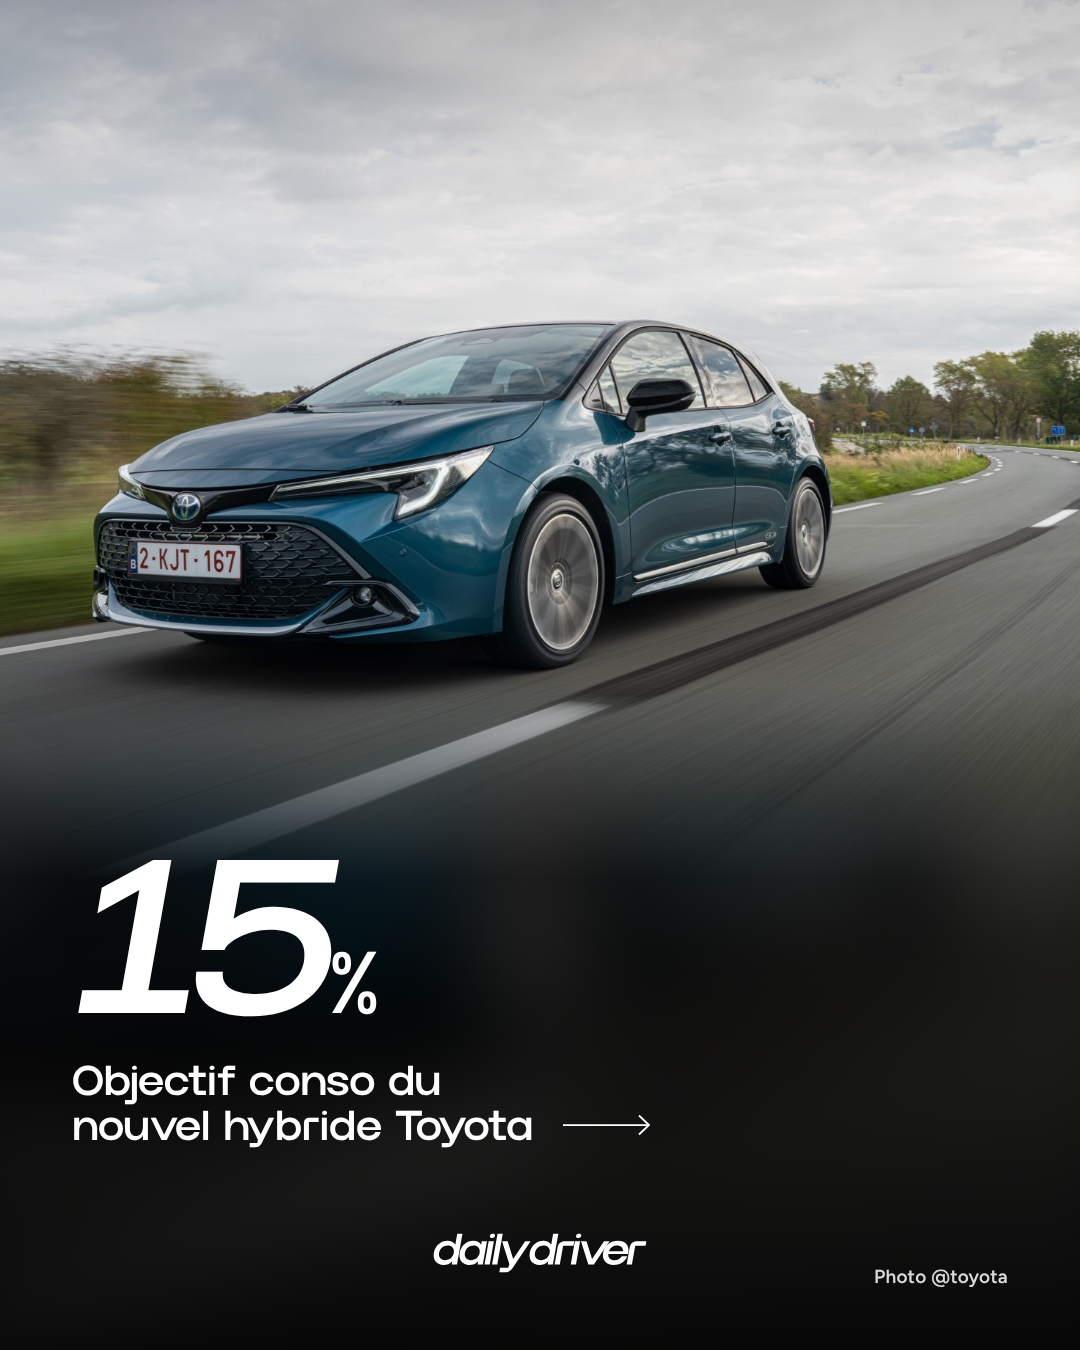 B 2-KJT-167
15%
Objectif conso du
nouvel hybride Toyota
dailydriver
Photo @toyota